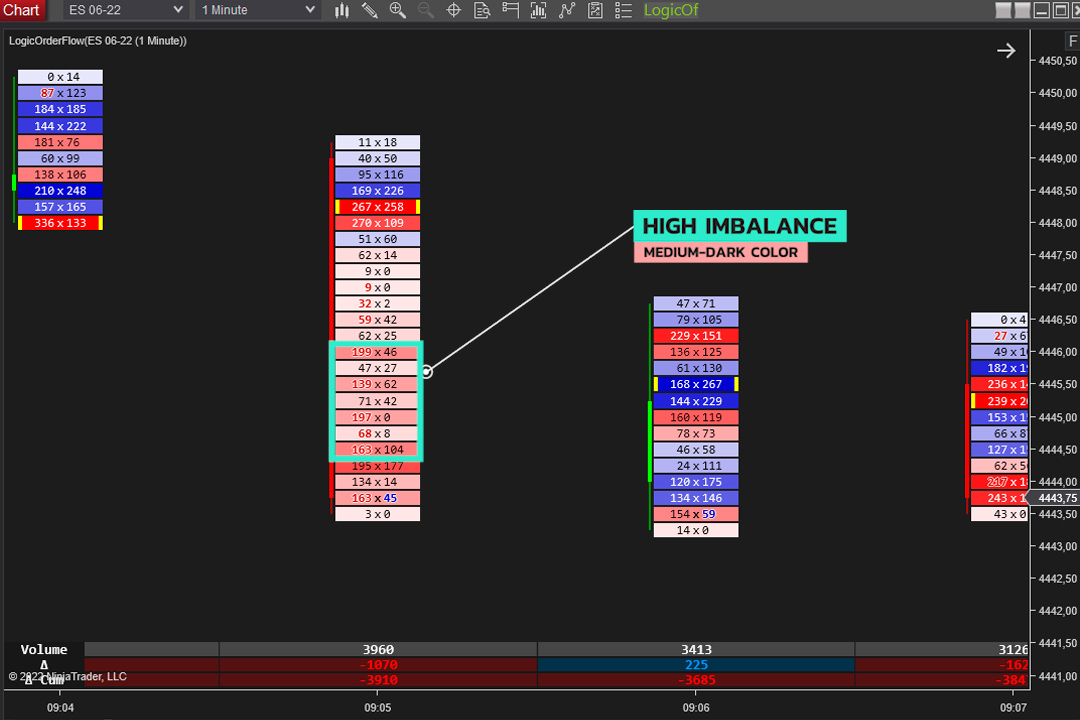 Chart ES 06-22 1 Minute LogicOf
LogicOrderFlow(ES 06-22 (1 Minute))
F
0 x 14
87 x 123
184 x 185
144 x 222
181 x 76
60 x 99
138 x 106
210 x 248
157 x 165
336 x 133
11 x 18
40 x 50
95 x 116
169 x 226
267 x 258
270 x 109
51 x 60
62 x 14
9 x 0
9 x 0
32 x 2
59 x 42
62 x 25
199 x 46
47 x 27
139 x 62
71 x 42
197 x 0
68 x 8
163 x 104
195 x 177
134 x 14
163 x 45
3 x 0
HIGH IMBALANCE
MEDIUM-DARK COLOR
47 x 71
79 x 105
229 x 151
136 x 125
61 x 130
168 x 267
144 x 229
160 x 119
78 x 73
46 x 58
24 x 111
120 x 175
134 x 146
154 x 59
14 x 0
0 x 4
27 x 6
49 x 1
182 x 1
236 x 1
239 x 2
153 x 1
66 x 8
127 x 1
62 x 5
217 x 1
243 x 1
43 x 0
4450,50
4450,00
4449,50
4449,00
4448,50
4448,00
4447,50
4447,00
4446,50
4446,00
4445,50
4445,00
4444,50
4444,00
4443,75
4443,50
4443,00
4442,50
4442,00
4441,50
4441,00
Volume 3960 3413 3126
Δ -1070 225 -162
Δ Cum -3910 -3685 -384
© 2022 NinjaTrader, LLC
09:04 09:05 09:06 09:07